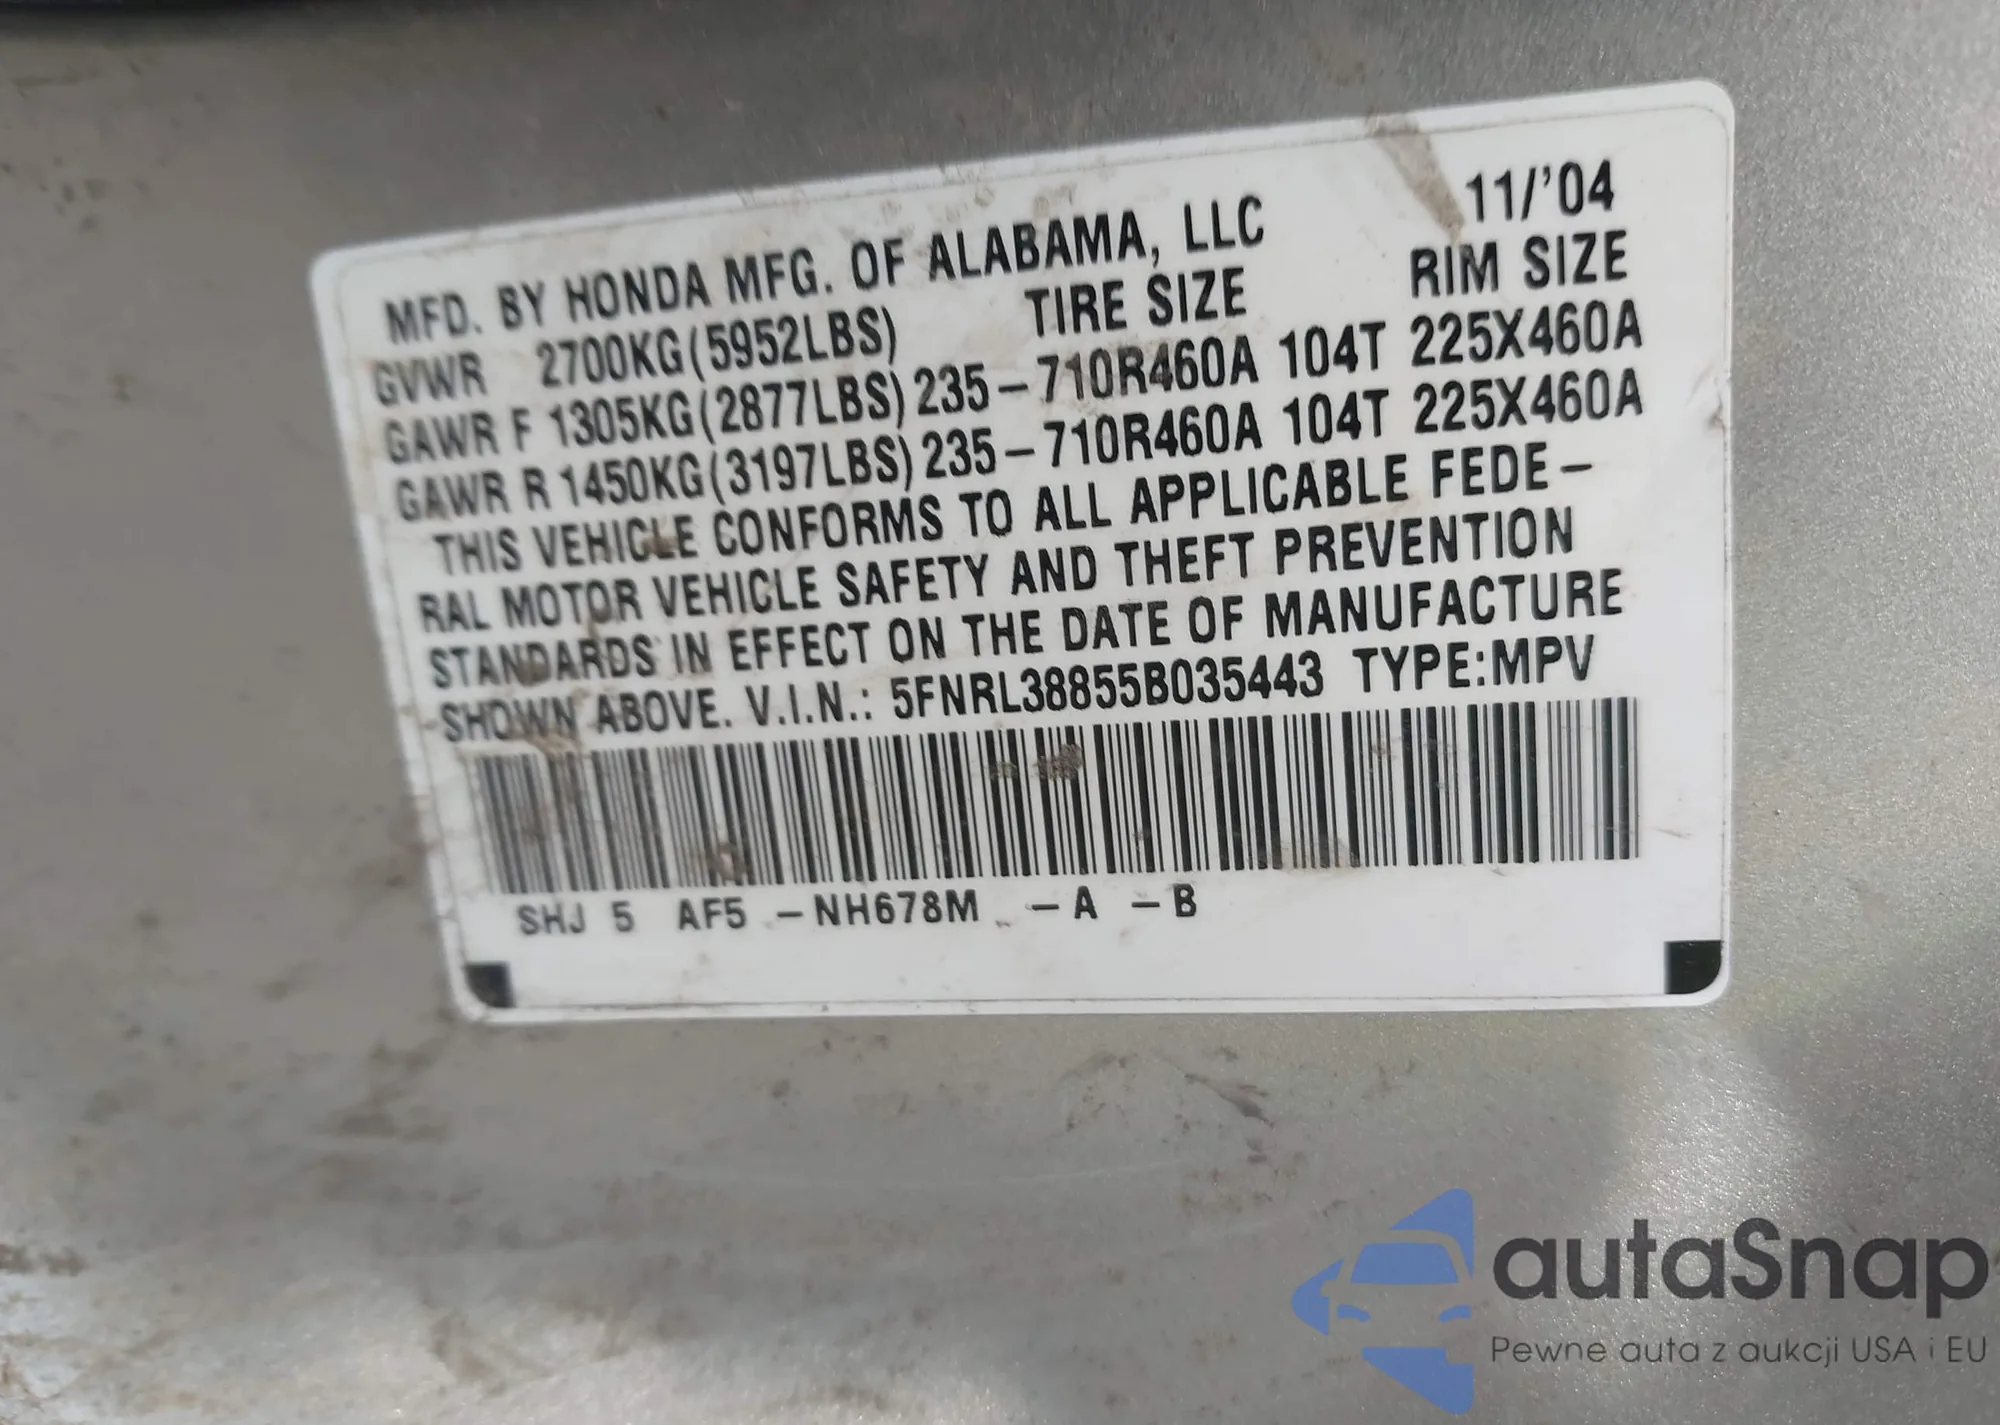 11/'04
MFD. BY HONDA MFG. OF ALABAMA, LLC
TIRE SIZE RIM SIZE
GVWR 2700KG(5952LBS)
GAWR F 1305KG(2877LBS) 235-710R460A 104T 225X460A
GAWR R 1450KG(3197LBS) 235-710R460A 104T 225X460A
THIS VEHICLE CONFORMS TO ALL APPLICABLE FEDE-
RAL MOTOR VEHICLE SAFETY AND THEFT PREVENTION
STANDARDS IN EFFECT ON THE DATE OF MANUFACTURE
SHOWN ABOVE. V.I.N.: 5FNRL38855B035443 TYPE:MPV
SHJ 5 AF5 -NH678M -A -B
autaSnap
Pewne auta z aukcji USA i EU